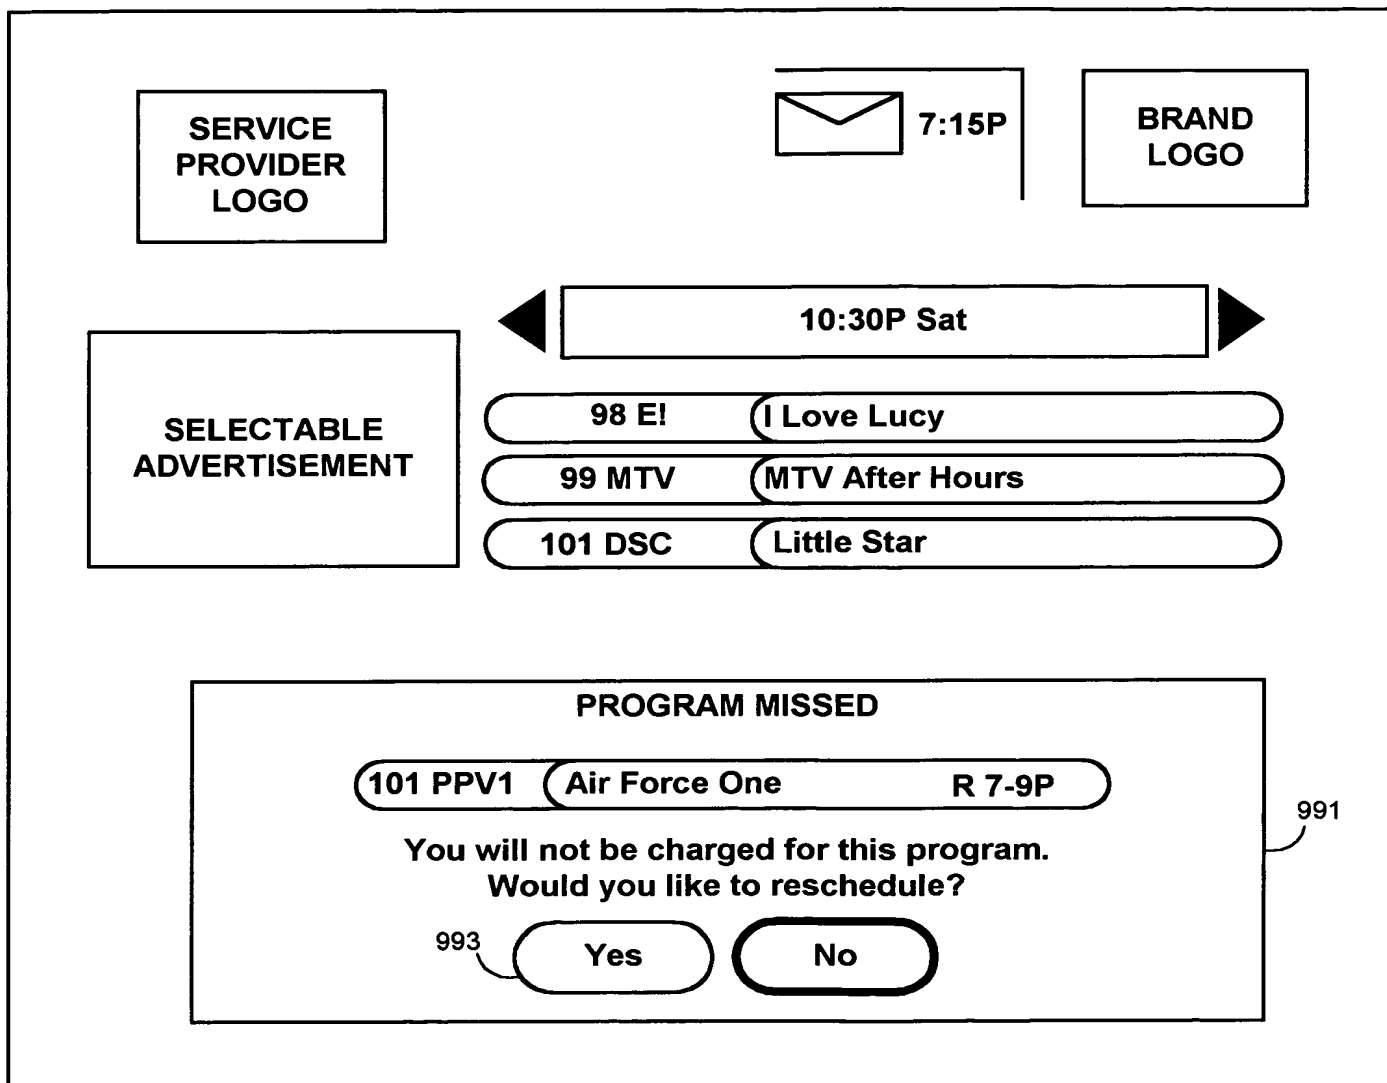 SERVICE
PROVIDER
LOGO
7:15P
BRAND
LOGO
10:30P Sat
SELECTABLE
ADVERTISEMENT
98 E! I Love Lucy
99 MTV MTV After Hours
101 DSC Little Star
PROGRAM MISSED
101 PPV1 Air Force One R 7-9P
You will not be charged for this program.
Would you like to reschedule?
Yes No
991
993